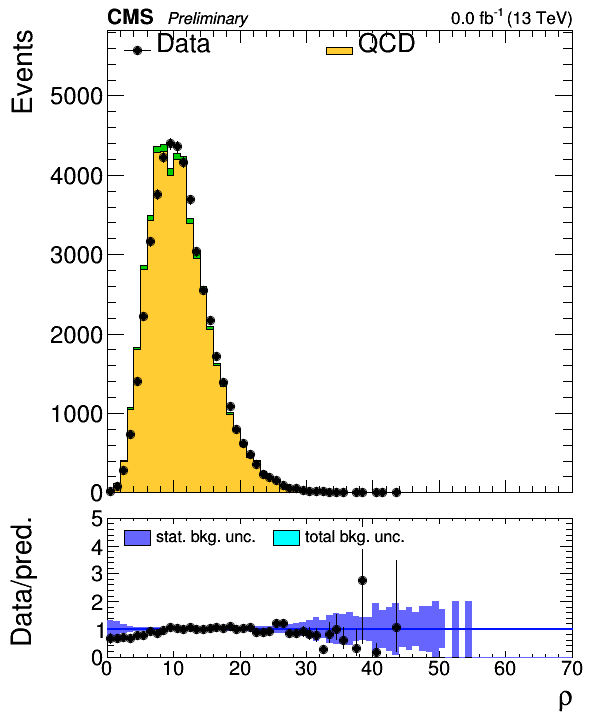 CMS Preliminary 0.0 fb⁻¹ (13 TeV)
Events
Data QCD
5000
4000
3000
2000
1000
0
Data/pred.
stat. bkg. unc. total bkg. unc.
5
4
3
2
1
0
0 10 20 30 40 50 60 70
ρ